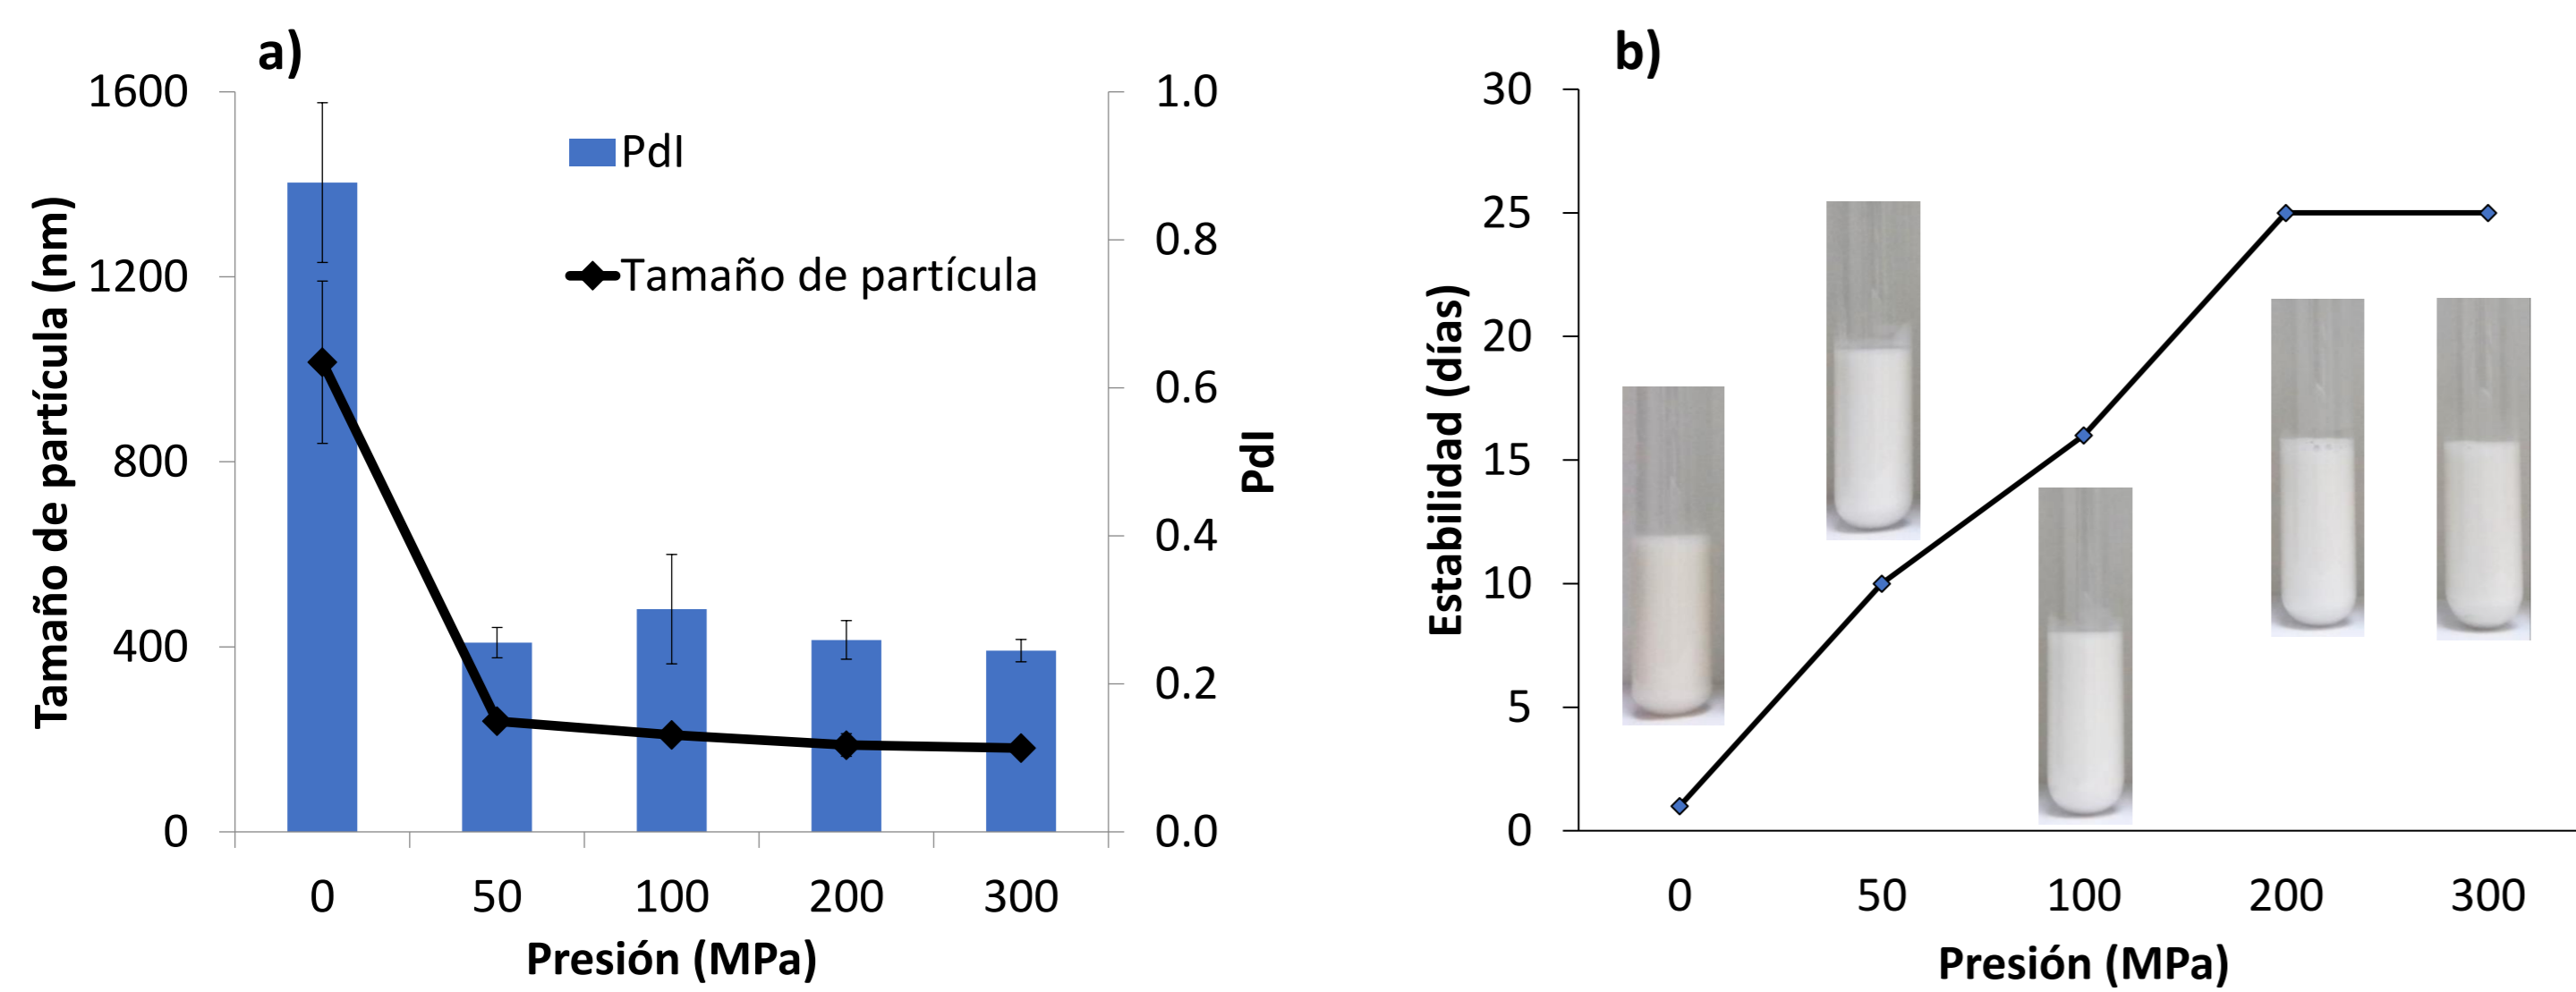 a)
1600
1200
800
400
0
Tamaño de partícula (nm)
PdI
Tamaño de partícula
1.0
0.8
0.6
0.4
0.2
0.0
PdI
0 50 100 200 300
Presión (MPa)
b)
30
25
20
15
10
5
0
Estabilidad (días)
0 50 100 200 300
Presión (MPa)